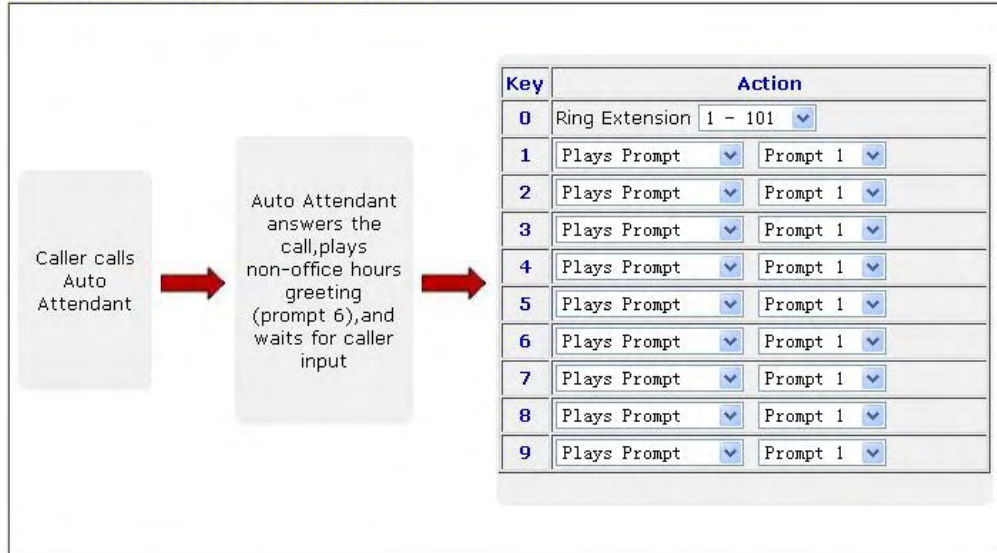 Caller calls
Auto
Attendant
Auto Attendant
answers the
call,plays
non-office hours
greeting
(prompt 6),and
waits for caller
input
Key Action
0 Ring Extension 1 - 101
1 Plays Prompt Prompt 1
2 Plays Prompt Prompt 1
3 Plays Prompt Prompt 1
4 Plays Prompt Prompt 1
5 Plays Prompt Prompt 1
6 Plays Prompt Prompt 1
7 Plays Prompt Prompt 1
8 Plays Prompt Prompt 1
9 Plays Prompt Prompt 1